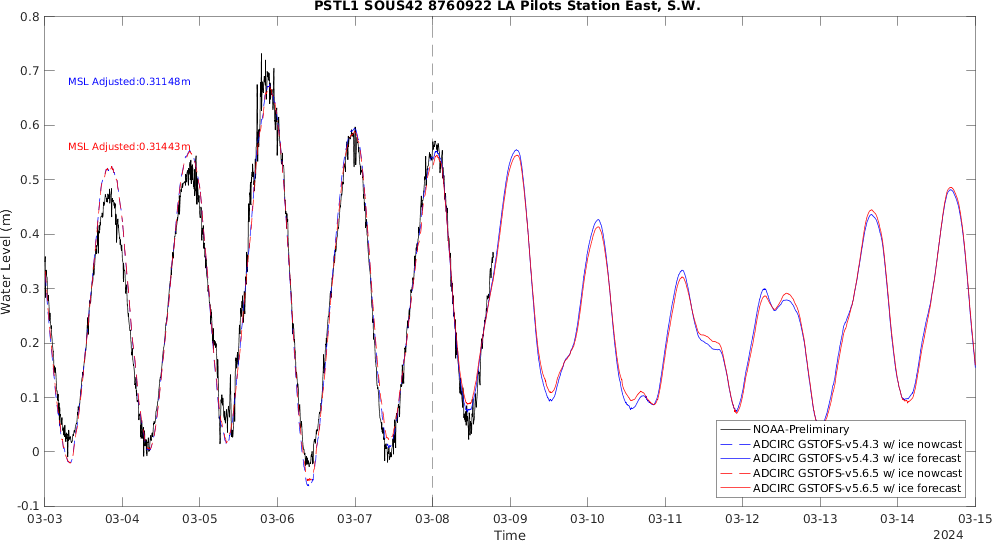 PSTL1 SOUS42 8760922 LA Pilots Station East, S.W.
0.8
0.7
0.6
0.5
0.4
0.3
0.2
0.1
0
-0.1
Water Level (m)
MSL Adjusted:0.31148m
MSL Adjusted:0.31443m
NOAA-Preliminary
ADCIRC GSTOFS-v5.4.3 w/ ice nowcast
ADCIRC GSTOFS-v5.4.3 w/ ice forecast
ADCIRC GSTOFS-v5.6.5 w/ ice nowcast
ADCIRC GSTOFS-v5.6.5 w/ ice forecast
03-03 03-04 03-05 03-06 03-07 03-08 03-09 03-10 03-11 03-12 03-13 03-14 03-15
Time
2024